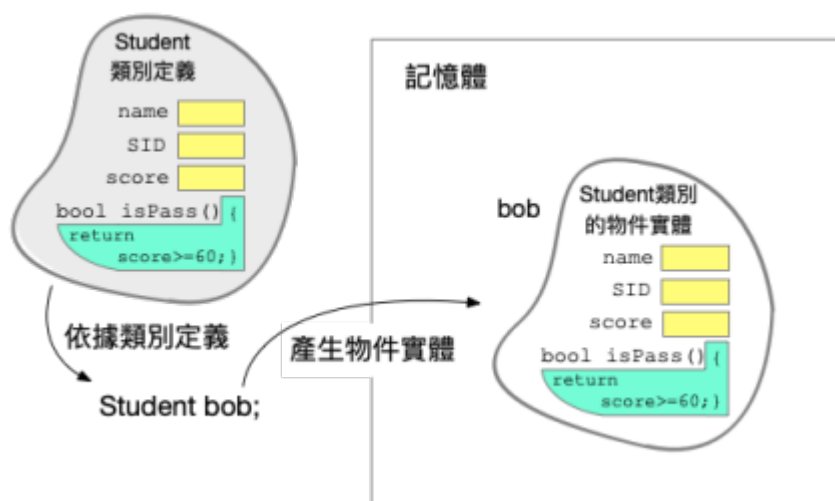 Student
類別定義
name
SID
score
bool isPass() {
return
score>=60;}
依據類別定義
Student bob;
產生物件實體
記憶體
bob
Student類別
的物件實體
name
SID
score
bool isPass() {
return
score>=60;}